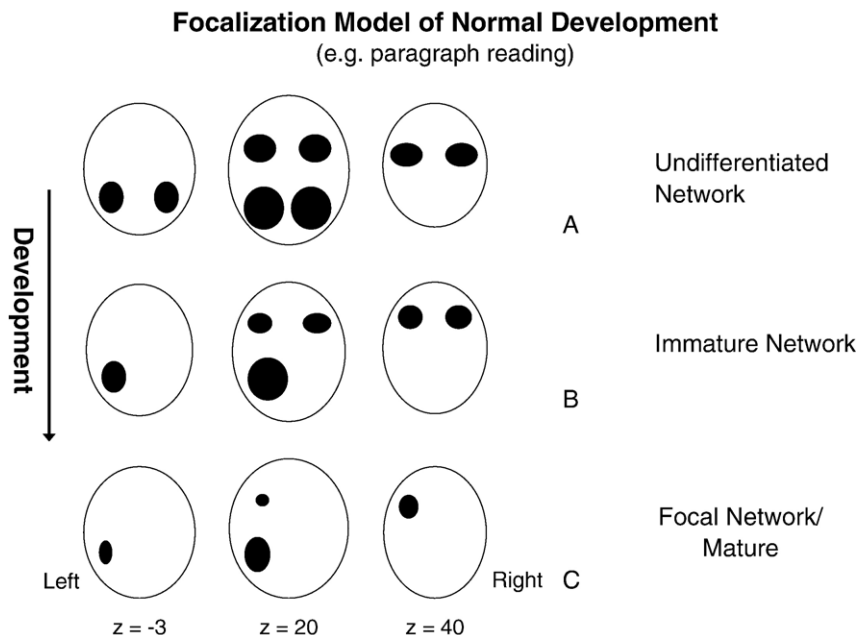 Focalization Model of Normal Development
(e.g. paragraph reading)
Undifferentiated
Network
A
Development
Immature Network
B
Focal Network/
Mature
Left
Right
C
z = -3
z = 20
z = 40